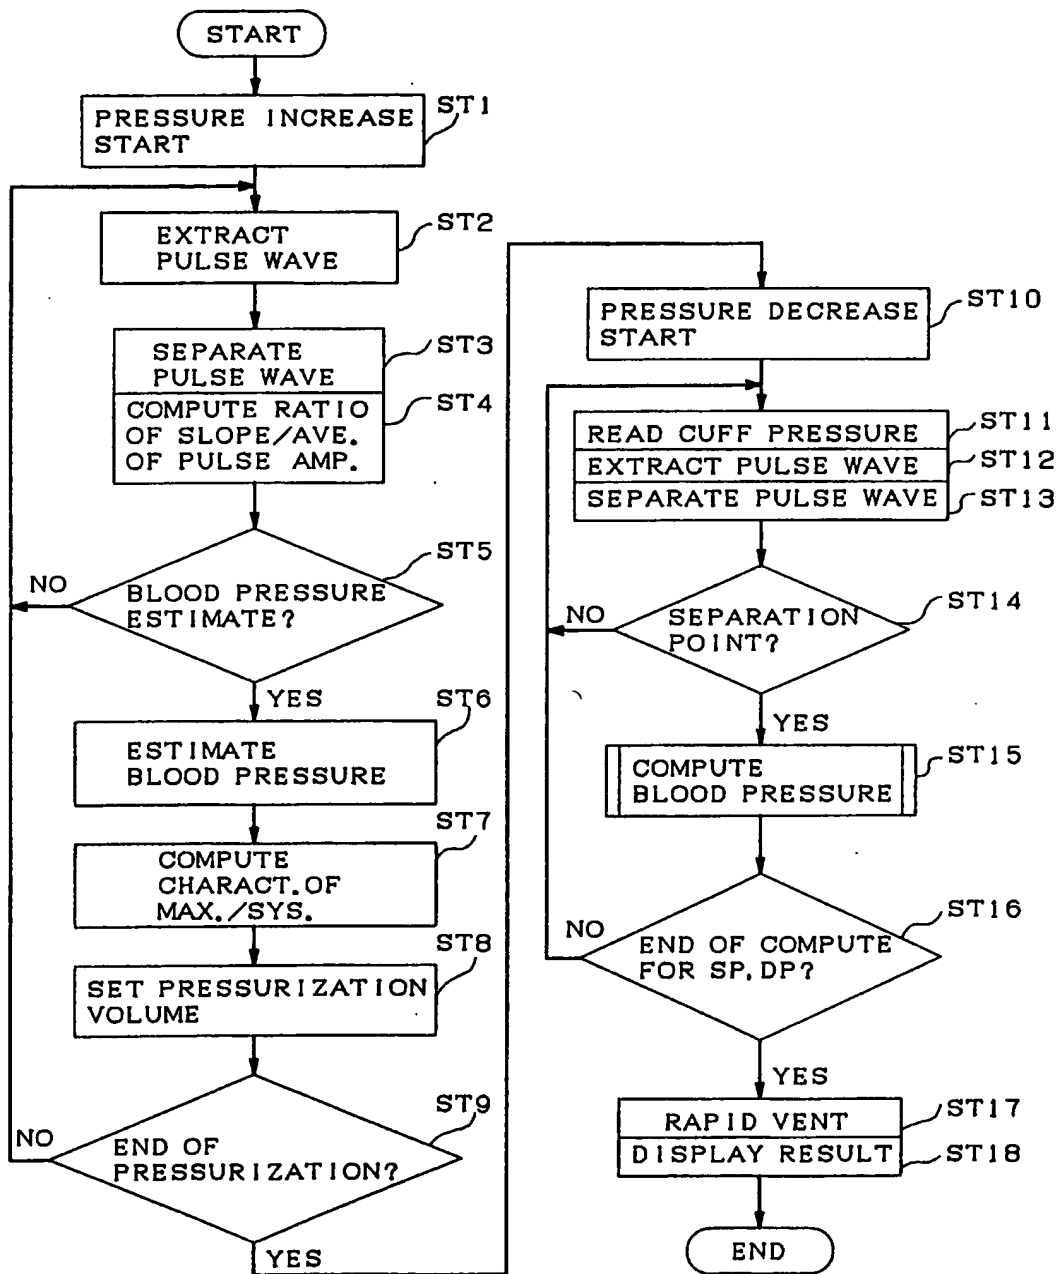 START
PRESSURE INCREASE
START
ST1
EXTRACT
PULSE WAVE
ST2
SEPARATE
PULSE WAVE
ST3
COMPUTE RATIO
OF SLOPE/AVE.
OF PULSE AMP.
ST4
BLOOD PRESSURE
ESTIMATE?
ST5
NO
YES
ESTIMATE
BLOOD PRESSURE
ST6
COMPUTE
CHARACT.OF
MAX./SYS.
ST7
SET PRESSURIZATION
VOLUME
ST8
END OF
PRESSURIZATION?
ST9
NO
YES
PRESSURE DECREASE
START
ST10
READ CUFF PRESSURE
ST11
EXTRACT PULSE WAVE
ST12
SEPARATE PULSE WAVE
ST13
SEPARATION
POINT?
ST14
NO
YES
COMPUTE
BLOOD PRESSURE
ST15
END OF COMPUTE
FOR SP,DP?
ST16
NO
YES
RAPID VENT
ST17
DISPLAY RESULT
ST18
END